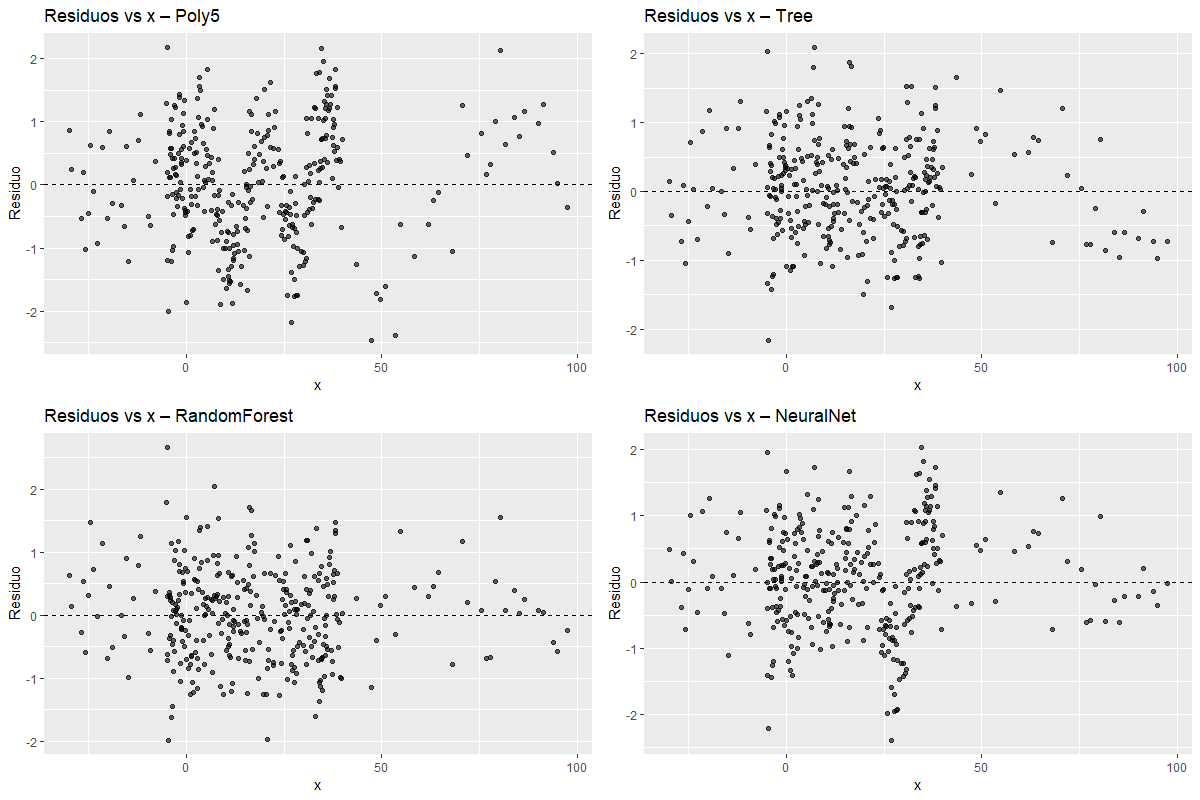 Residuos vs x – Poly5
Residuo
2
1
0
-1
-2
0
50
100
x
Residuos vs x – Tree
Residuo
2
1
0
-1
-2
0
50
100
x
Residuos vs x – RandomForest
Residuo
2
1
0
-1
-2
0
50
100
x
Residuos vs x – NeuralNet
Residuo
2
1
0
-1
-2
0
50
100
x